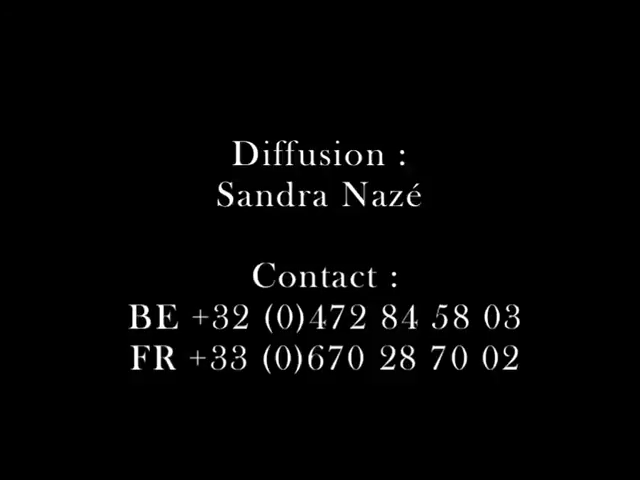 Diffusion :
Sandra Nazé
Contact :
BE +32 (0)472 84 58 03
FR +33 (0)670 28 70 02